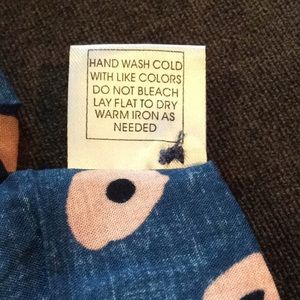 HAND WASH COLD
WITH LIKE COLORS
DO NOT BLEACH
LAY FLAT TO DRY
WARM IRON AS
NEEDED